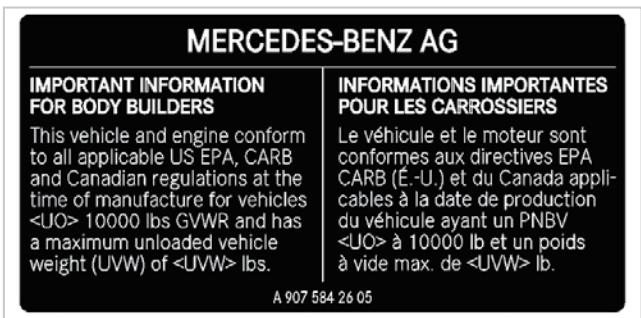 MERCEDES-BENZ AG
IMPORTANT INFORMATION
FOR BODY BUILDERS
This vehicle and engine conform
to all applicable US EPA, CARB
and Canadian regulations at the
time of manufacture for vehicles
<UO> 10000 lbs GVWR and has
a maximum unloaded vehicle
weight (UVW) of <UVW> lbs.
INFORMATIONS IMPORTANTES
POUR LES CARROSSIERS
Le véhicule et le moteur sont
conformes aux directives EPA
CARB (É.-U.) et du Canada appli-
cables à la date de production
du véhicule ayant un PNBV
<UO> à 10000 lb et un poids
à vide max. de <UVW> lb.
A 907 584 26 05